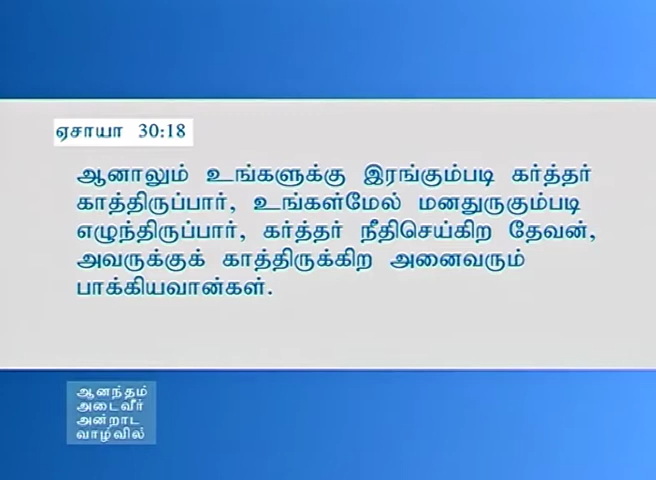 ஏசாயா 30:18
ஆனாலும் உங்களுக்கு இரங்கும்படி கர்த்தர்
காத்திருப்பார், உங்கள்மேல் மனதுருகும்படி
எழுந்திருப்பார், கர்த்தர் நீதிசெய்கிற தேவன்,
அவருக்குக் காத்திருக்கிற அனைவரும்
பாக்கியவான்கள்.
ஆனந்தம்
அடைவீர்
அன்றாட
வாழ்வில்